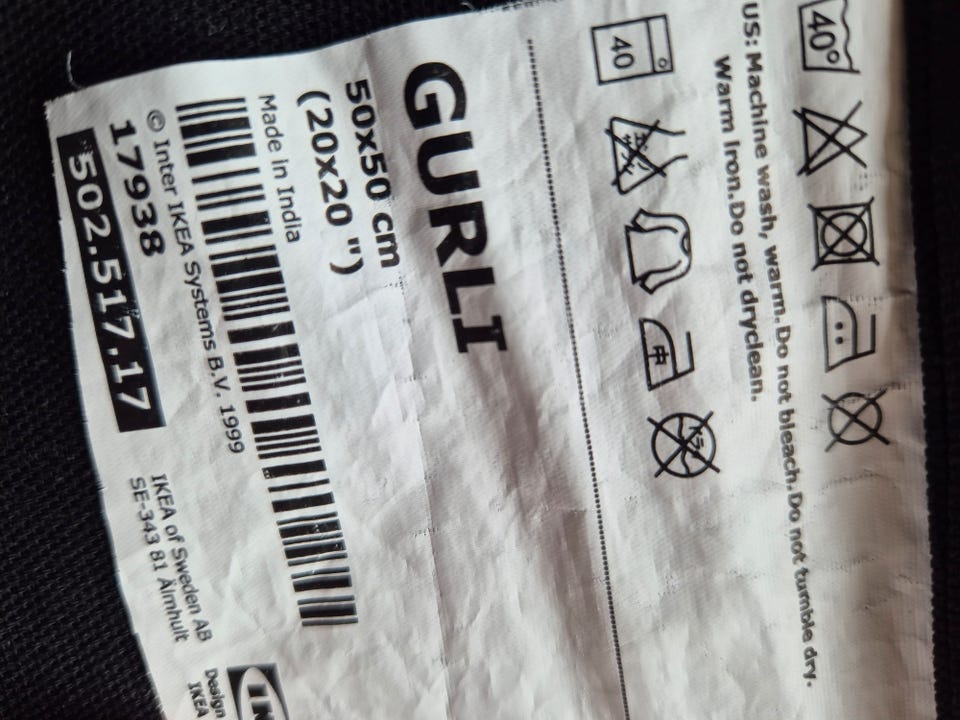 40°
US: Machine wash, warm. Do not bleach. Do not tumble dry.
Warm Iron. Do not dryclean.
40
GURLI
50x50 cm
(20x20 ")
Made in India
© Inter IKEA Systems B.V. 1999
17938
502.517.17
IKEA of Sweden AB
SE-343 81 Älmhult
Design
IKEA